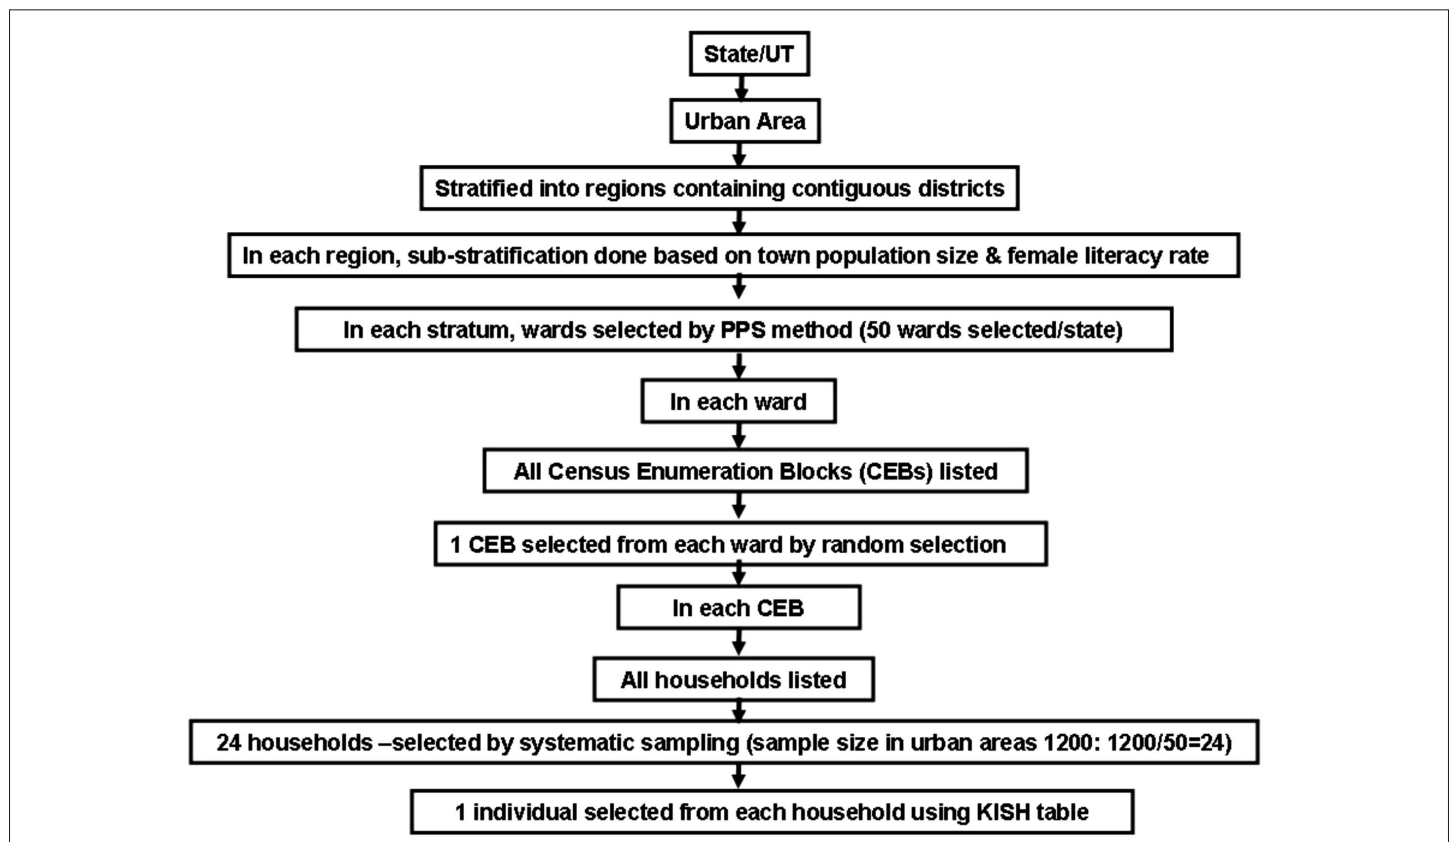 State/UT
Urban Area
Stratified into regions containing contiguous districts
In each region, sub-stratification done based on town population size & female literacy rate
In each stratum, wards selected by PPS method (50 wards selected/state)
In each ward
All Census Enumeration Blocks (CEBs) listed
1 CEB selected from each ward by random selection
In each CEB
All households listed
24 households –selected by systematic sampling (sample size in urban areas 1200: 1200/50=24)
1 individual selected from each household using KISH table